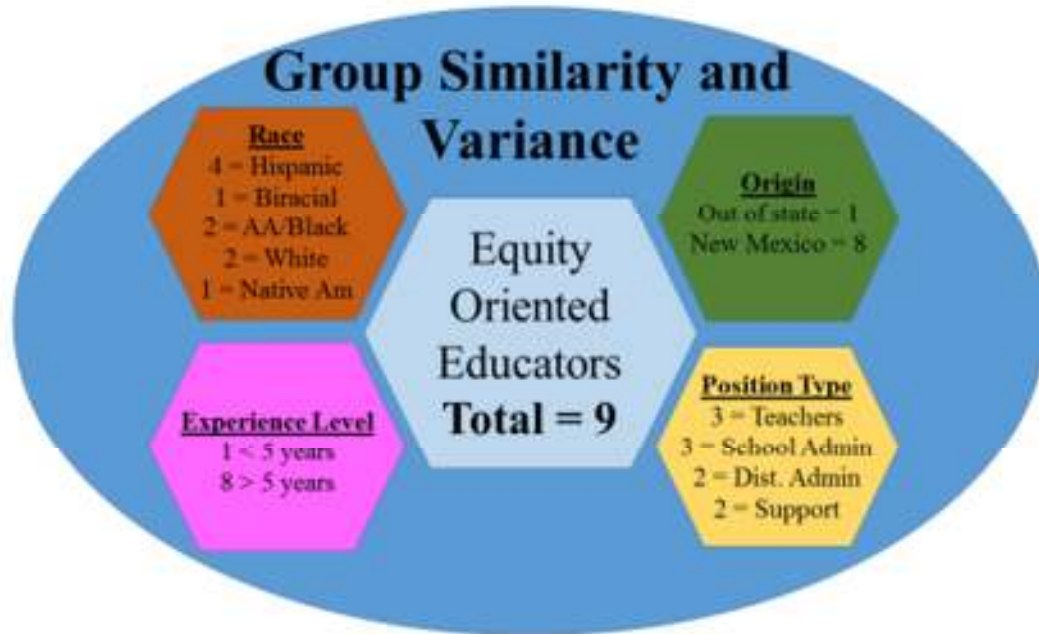 Group Similarity and
Variance
Race
4 = Hispanic
1 = Biracial
2 = AA/Black
2 = White
1 = Native Am
Origin
Out of state = 1
New Mexico = 8
Equity
Oriented
Educators
Total = 9
Experience Level
1 < 5 years
8 > 5 years
Position Type
3 = Teachers
3 = School Admin
2 = Dist. Admin
2 = Support